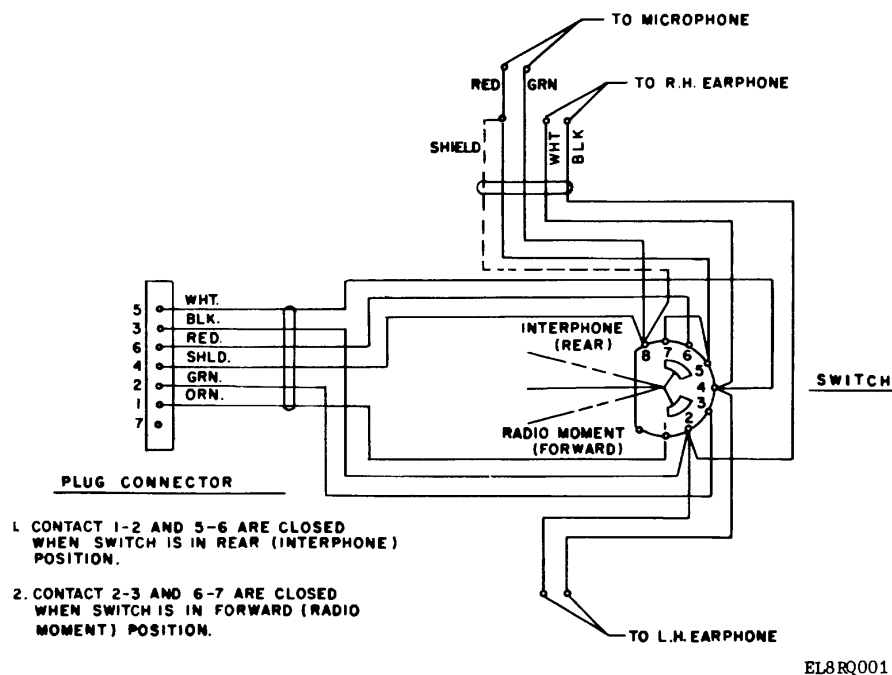 TO MICROPHONE
RED GRN
TO R.H. EARPHONE
SHIELD
WHT
BLK
5 WHT.
3 BLK.
6 RED.
4 SHLD.
2 GRN.
1 ORN.
7
INTERPHONE
(REAR)
8 7 6
5
4
3
2
SWITCH
RADIO MOMENT
(FORWARD)
PLUG CONNECTOR
1. CONTACT 1-2 AND 5-6 ARE CLOSED
WHEN SWITCH IS IN REAR (INTERPHONE)
POSITION.
2. CONTACT 2-3 AND 6-7 ARE CLOSED
WHEN SWITCH IS IN FORWARD (RADIO
MOMENT) POSITION.
TO L.H. EARPHONE
EL8RQ001